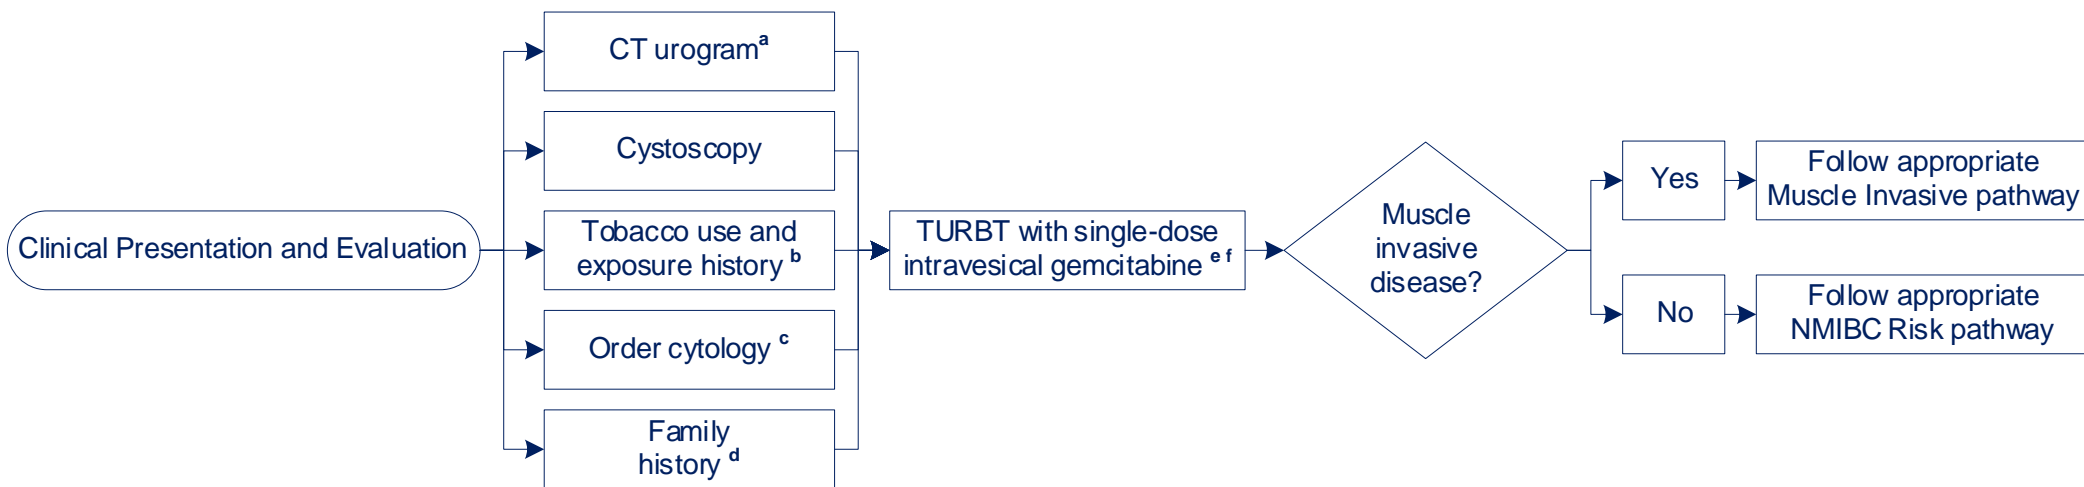 Clinical Presentation and Evaluation
CT urogram a
Cystoscopy
Tobacco use and
exposure history b
Order cytology c
Family
history d
TURBT with single-dose
intravesical gemcitabine e f
Muscle
invasive
disease?
Yes
Follow appropriate
Muscle Invasive pathway
No
Follow appropriate
NMIBC Risk pathway